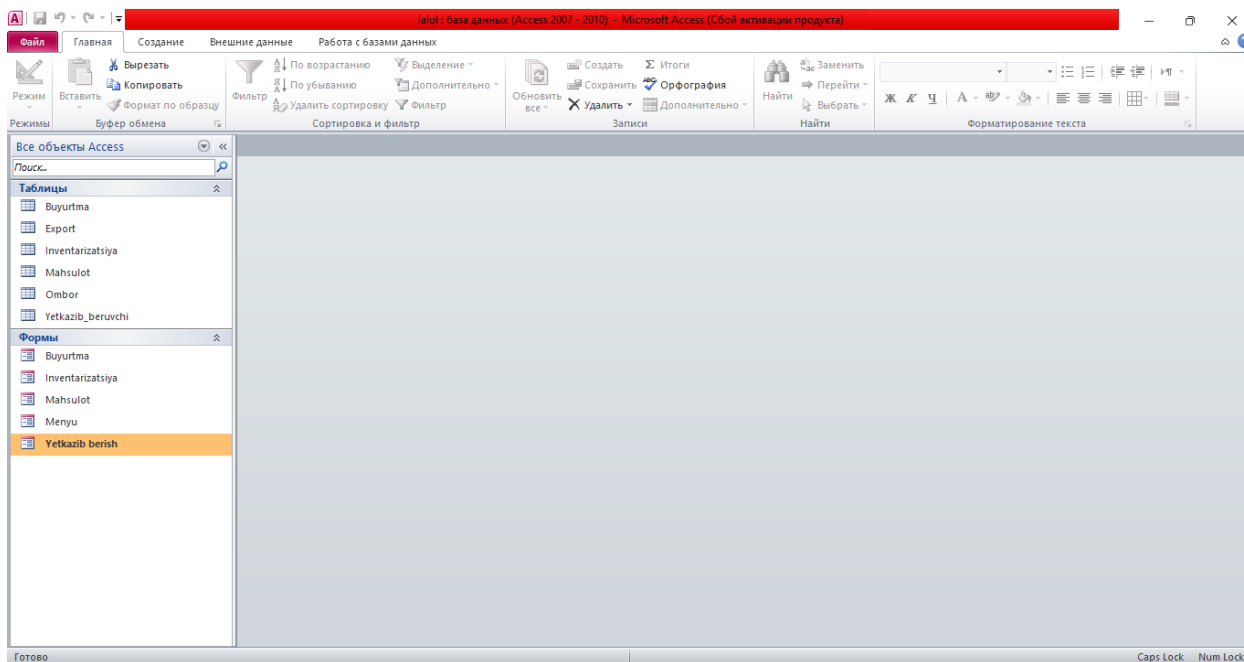 Jalol : база данных (Access 2007 - 2010) - Microsoft Access (Сбой активации продукта)
Файл Главная Создание Внешние данные Работа с базами данных
Режим
Режимы
Вставить
Вырезать
Копировать
Формат по образцу
Буфер обмена
Фильтр
По возрастанию
По убыванию
Удалить сортировку
Выделение
Дополнительно
Фильтр
Сортировка и фильтр
Обновить все
Создать
Сохранить
Удалить
Итоги
Орфография
Дополнительно
Записи
Найти
Заменить
Перейти
Выбрать
Найти
Ж К Ч А
Форматирование текста
Все объекты Access
Поиск...
Таблицы
Buyurtma
Export
Inventarizatsiya
Mahsulot
Ombor
Yetkazib_beruvchi
Формы
Buyurtma
Inventarizatsiya
Mahsulot
Menyu
Yetkazib berish
Готово
Caps Lock Num Lock